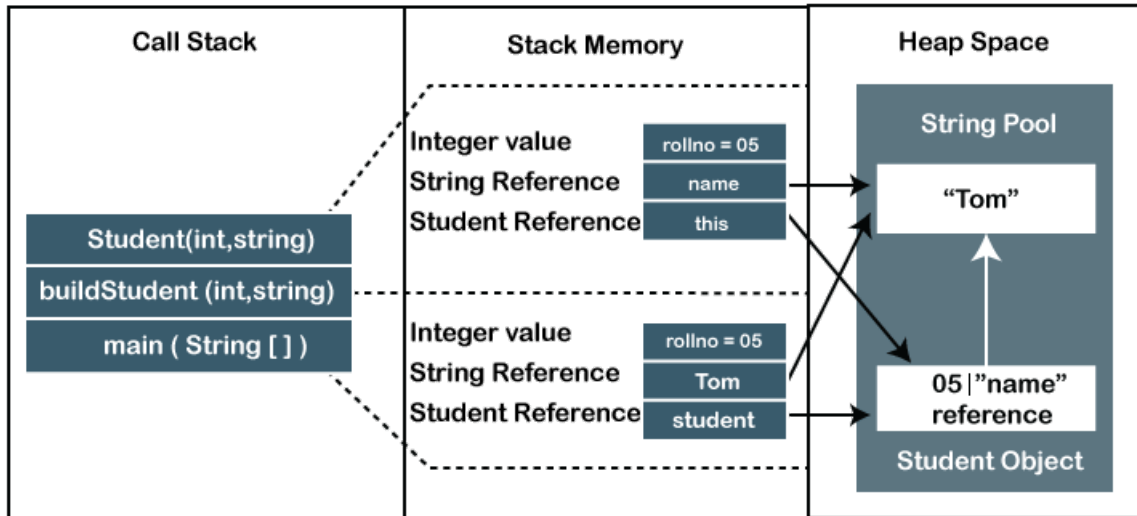 Call Stack
Student(int,string)
buildStudent (int,string)
main ( String [ ] )
Stack Memory
Integer value
rollno = 05
String Reference
name
Student Reference
this
Integer value
rollno = 05
String Reference
Tom
Student Reference
student
Heap Space
String Pool
“Tom”
05|”name”
reference
Student Object